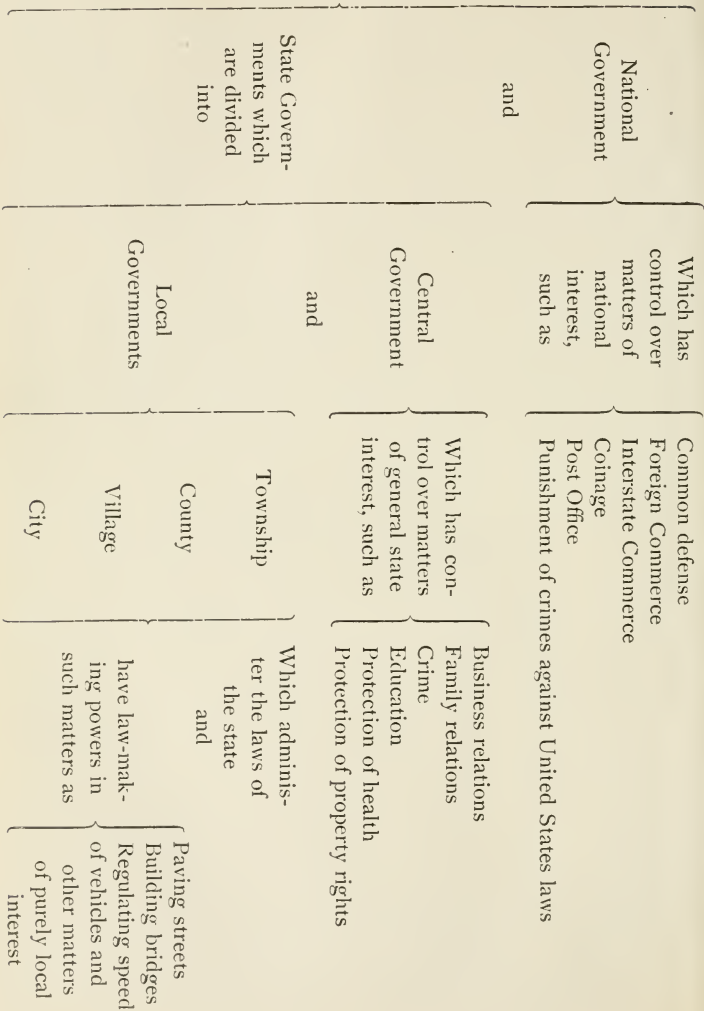 National
Government
and
State Govern-
ments which
are divided
into
Which has
control over
matters of
national
interest,
such as
Central
Government
and
Local
Governments
Common defense
Foreign Commerce
Interstate Commerce
Coinage
Post Office
Punishment of crimes against United States laws
Which has con-
trol over matters
of general state
interest, such as
Township
County
Village
City
Business relations
Family relations
Crime
Education
Protection of health
Protection of property rights
Which adminis-
ter the laws of
the state
and
have law-mak-
ing powers in
such matters as
Paving streets
Building bridges
Regulating speed
of vehicles and
other matters
of purely local
interest